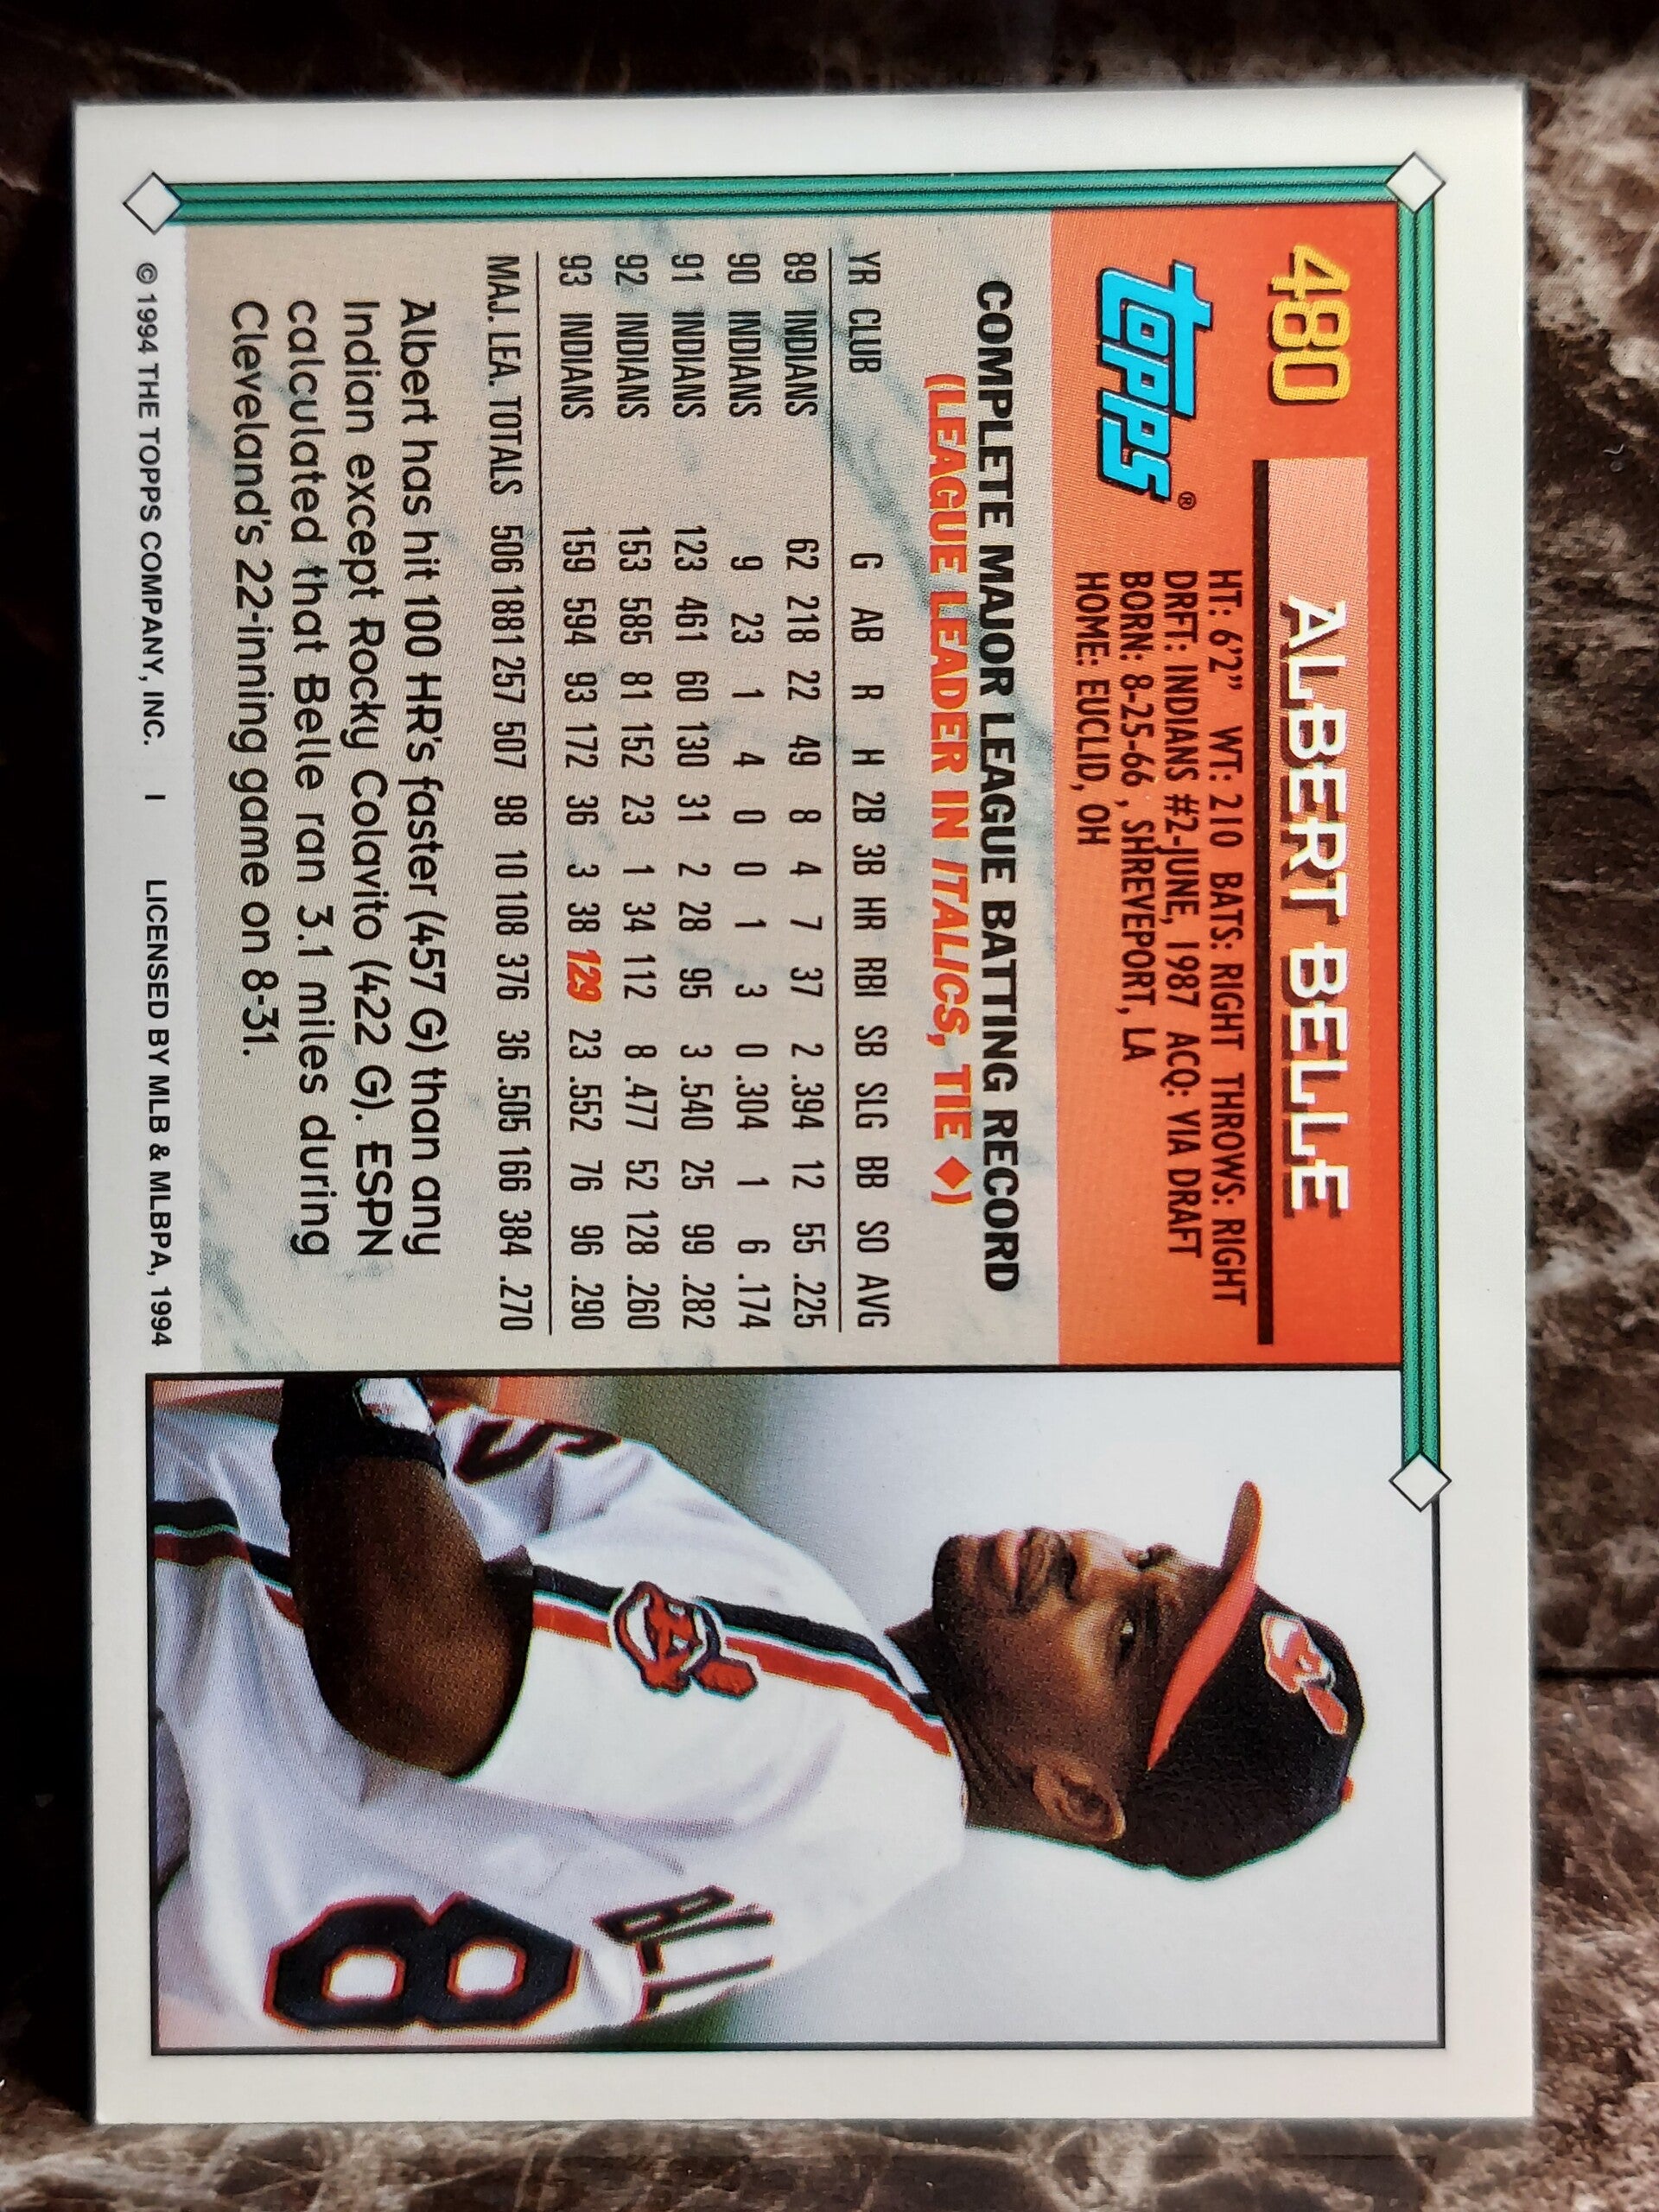 480 ALBERT BELLE
topps®
HT: 6'2" WT: 210 BATS: RIGHT THROWS: RIGHT
DRFT: INDIANS #2-JUNE, 1987 ACQ: VIA DRAFT
BORN: 8-25-66 , SHREVEPORT, LA
HOME: EUCLID, OH
COMPLETE MAJOR LEAGUE BATTING RECORD
(LEAGUE LEADER IN ITALICS, TIE ♦)
YR CLUB G AB R H 2B 3B HR RBI SB SLG BB SO AVG
89 INDIANS 62 218 22 49 8 4 7 37 2 .394 12 55 .225
90 INDIANS 9 23 1 4 0 0 1 3 0 .304 1 6 .174
91 INDIANS 123 461 60 130 31 2 28 95 3 .540 25 99 .282
92 INDIANS 153 585 81 152 23 1 34 112 8 .477 52 128 .260
93 INDIANS 159 594 93 172 36 3 38 129 23 .552 76 96 .290
MAJ. LEA. TOTALS 506 1881 257 507 98 10 108 376 36 .505 166 384 .270
Albert has hit 100 HR's faster (457 G) than any
Indian except Rocky Colavito (422 G). ESPN
calculated that Belle ran 3.1 miles during
Cleveland's 22-inning game on 8-31.
© 1994 THE TOPPS COMPANY, INC. I LICENSED BY MLB & MLBPA, 1994
S
BELL
8